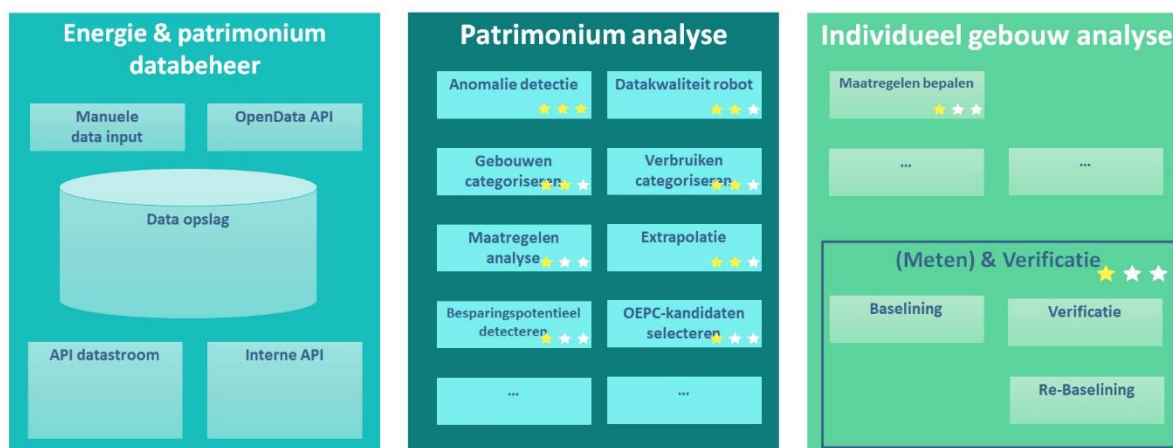 Energie & patrimonium
databeheer
Manuele
data input
OpenData API
Data opslag
API datastroom
Interne API
Patrimonium analyse
Anomalie detectie
Datakwaliteit robot
Gebouwen
categoriseren
Verbruiken
categoriseren
Maatregelen
analyse
Extrapolatie
Besparingspotentieel
detecteren
OEPC-kandidaten
selecteren
...
...
Individueel gebouw analyse
Maatregelen bepalen
...
...
(Meten) & Verificatie
Baselining
Verificatie
Re-Baselining